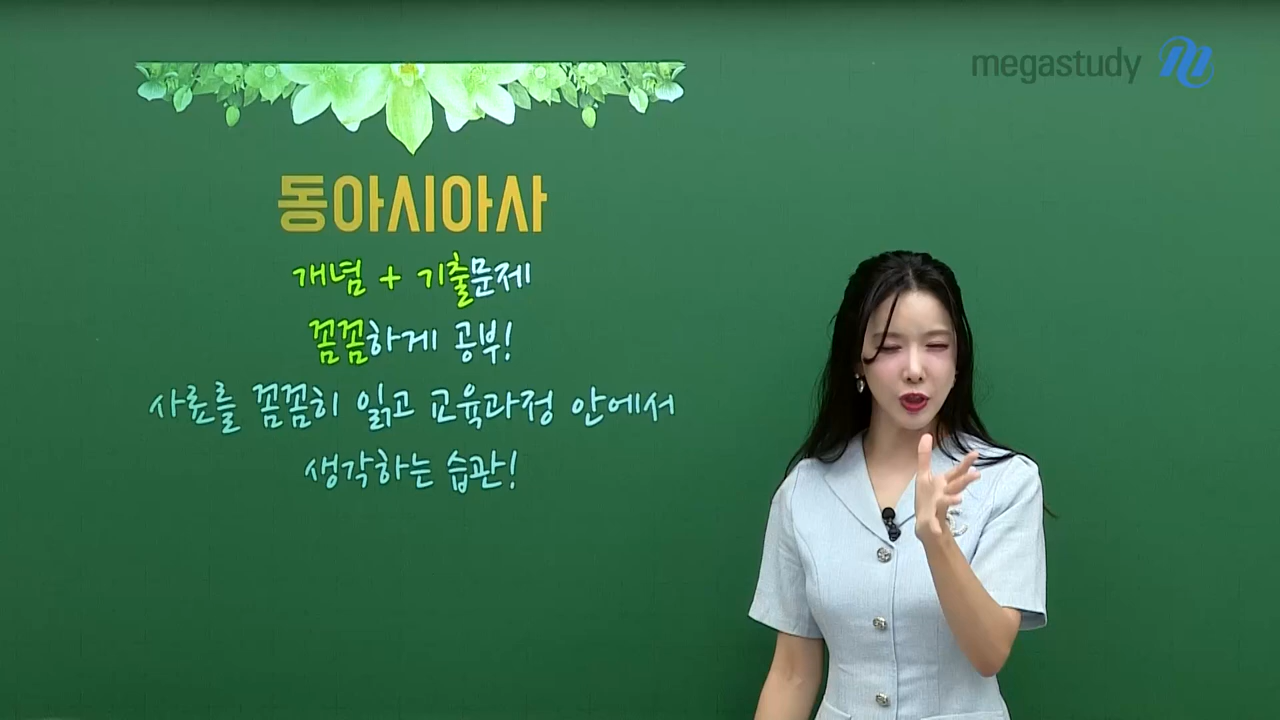 megastudy
동아시아사
개념 + 기출문제
꼼꼼하게 공부!
사료를 꼼꼼히 읽고 교육과정 안에서
생각하는 습관!